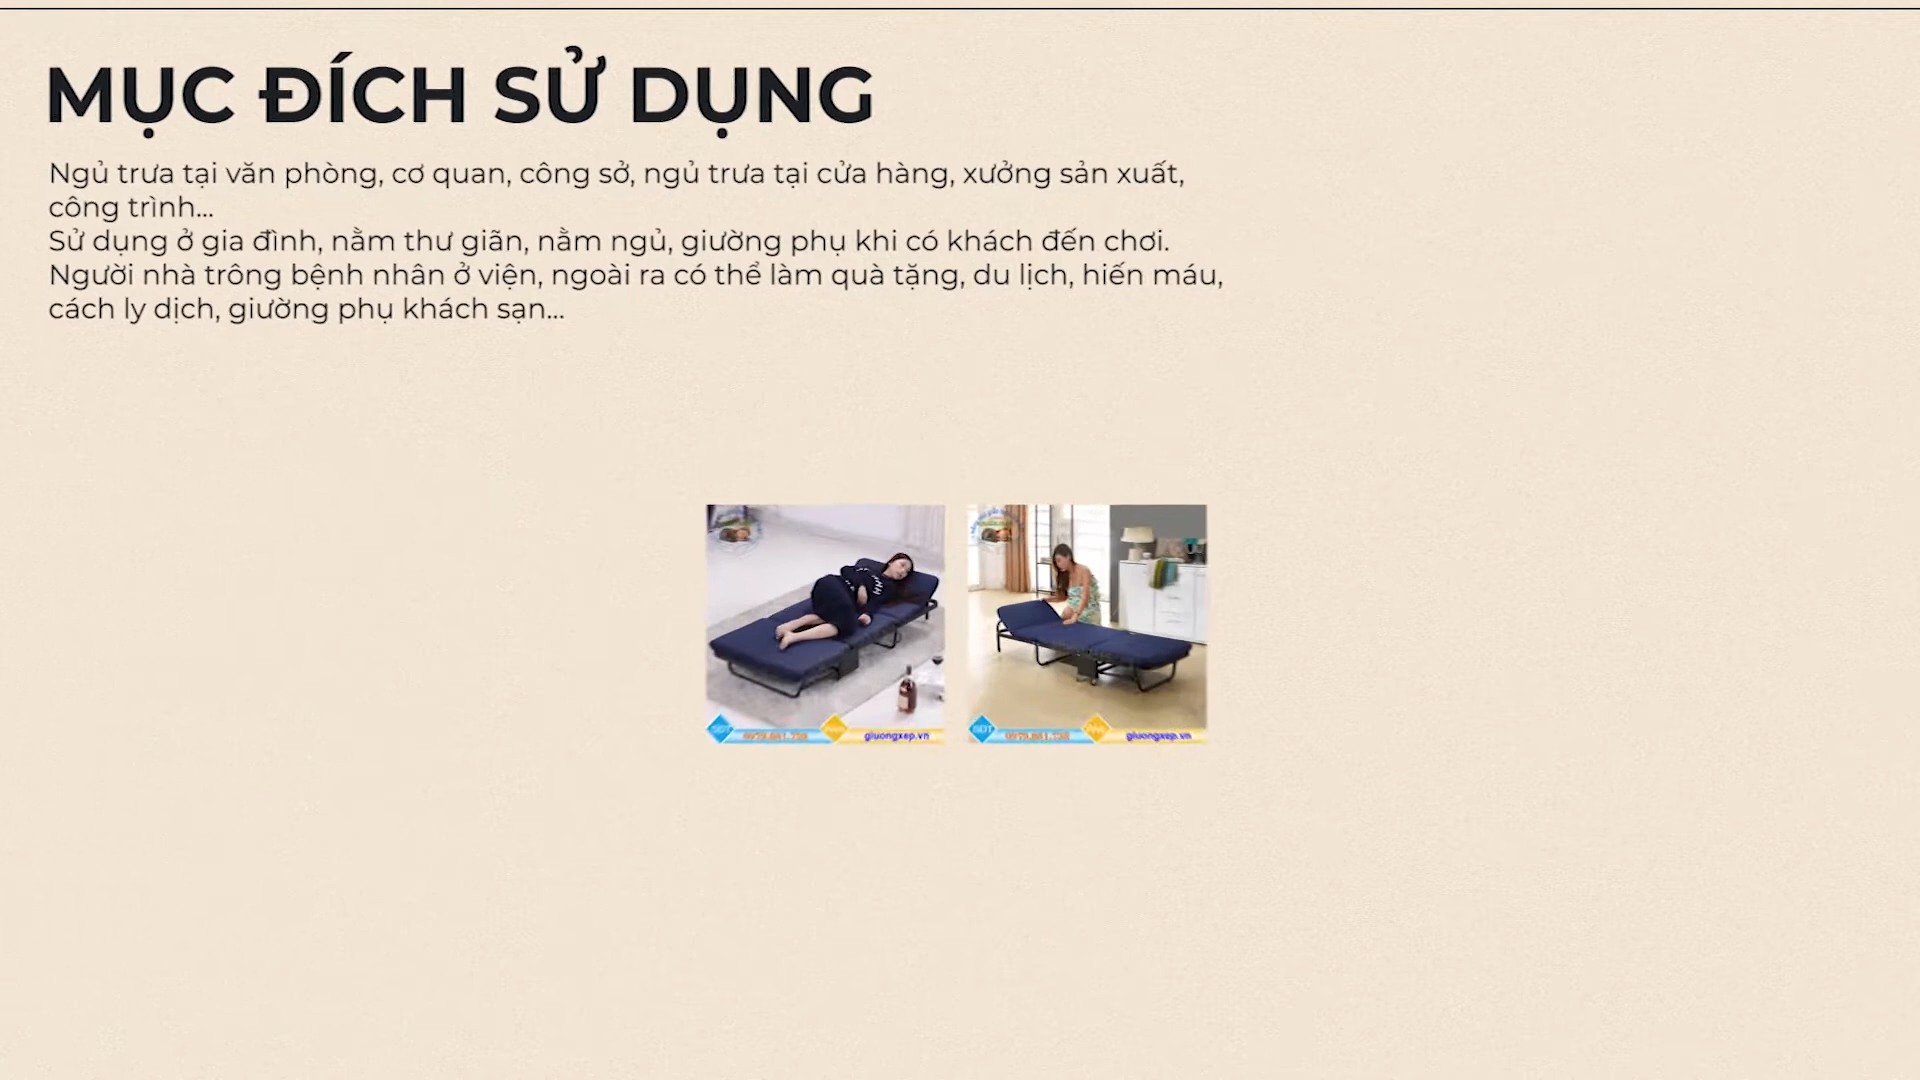 MỤC ĐÍCH SỬ DỤNG
Ngủ trưa tại văn phòng, cơ quan, công sở, ngủ trưa tại cửa hàng, xưởng sản xuất,
công trình...
Sử dụng ở gia đình, nằm thư giãn, nằm ngủ, giường phụ khi có khách đến chơi.
Người nhà trông bệnh nhân ở viện, ngoài ra có thể làm quà tặng, du lịch, hiến máu,
cách ly dịch, giường phụ khách sạn...
SĐT giuongxep.vn
SĐT giuongxep.vn